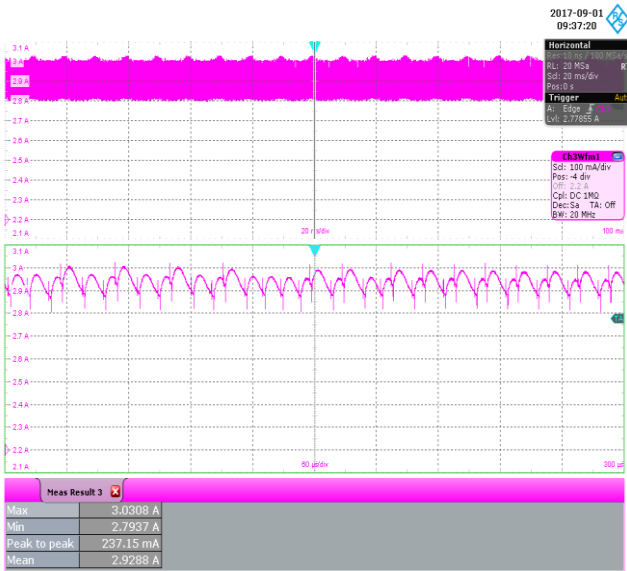 2017-09-01
09:37:20
Horizontal
RL: 20 MSa
Scl: 20 ms/div
Pos: 0 s
Trigger
Aut
A: Edge
Lvl: 2.77855 A
3.1 A
3 A
2.9 A
2.8 A
2.7 A
2.6 A
2.5 A
2.4 A
2.3 A
2.2 A
2.1 A
20 ms/div
100 ms
Ch3Wfm1
Scl: 100 mA/div
Pos: -4 div
Off: 2.2 A
Cpl: DC 1MΩ
Dec: Sa TA: Off
BW: 20 MHz
3.1 A
3 A
2.9 A
2.8 A
2.7 A
2.6 A
2.5 A
2.4 A
2.3 A
2.2 A
2.1 A
50 µs/div
300 µs
TA
Meas Result 3
Max 3.0308 A
Min 2.7937 A
Peak to peak 237.15 mA
Mean 2.9288 A